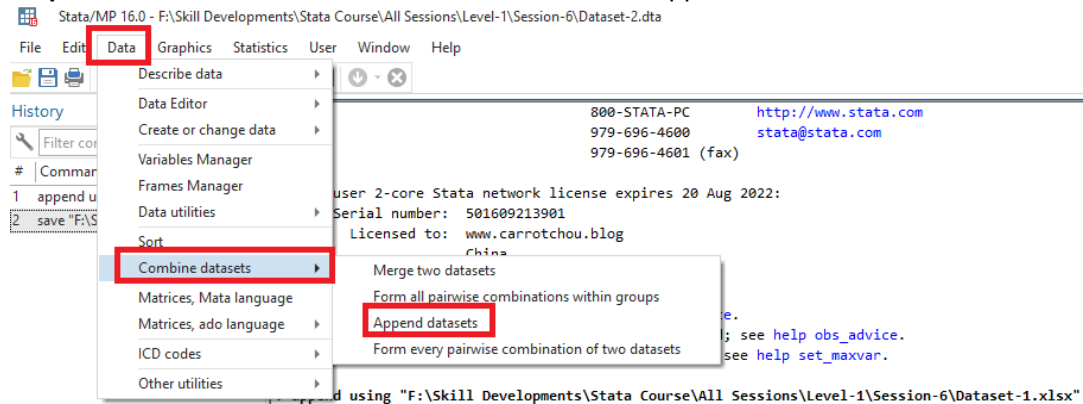 Stata/MP 16.0 - F:\Skill Developments\Stata Course\All Sessions\Level-1\Session-6\Dataset-2.dta
File Edit Data Graphics Statistics User Window Help
Describe data
History
Data Editor
800-STATA-PC http://www.stata.com
Filter cor
Create or change data
979-696-4600 stata@stata.com
979-696-4601 (fax)
# Commar
Variables Manager
1 append u
Frames Manager
user 2-core Stata network license expires 20 Aug 2022:
2 save "F:\S
Data utilities
Serial number: 501609213901
Licensed to: www.carrotchou.blog
Sort
China
Combine datasets
Merge two datasets
Matrices, Mata language
Form all pairwise combinations within groups
Matrices, ado language
Append datasets
e.
; see help obs_advice.
ICD codes
Form every pairwise combination of two datasets
see help set_maxvar.
Other utilities
. append using "F:\Skill Developments\Stata Course\All Sessions\Level-1\Session-6\Dataset-1.xlsx"